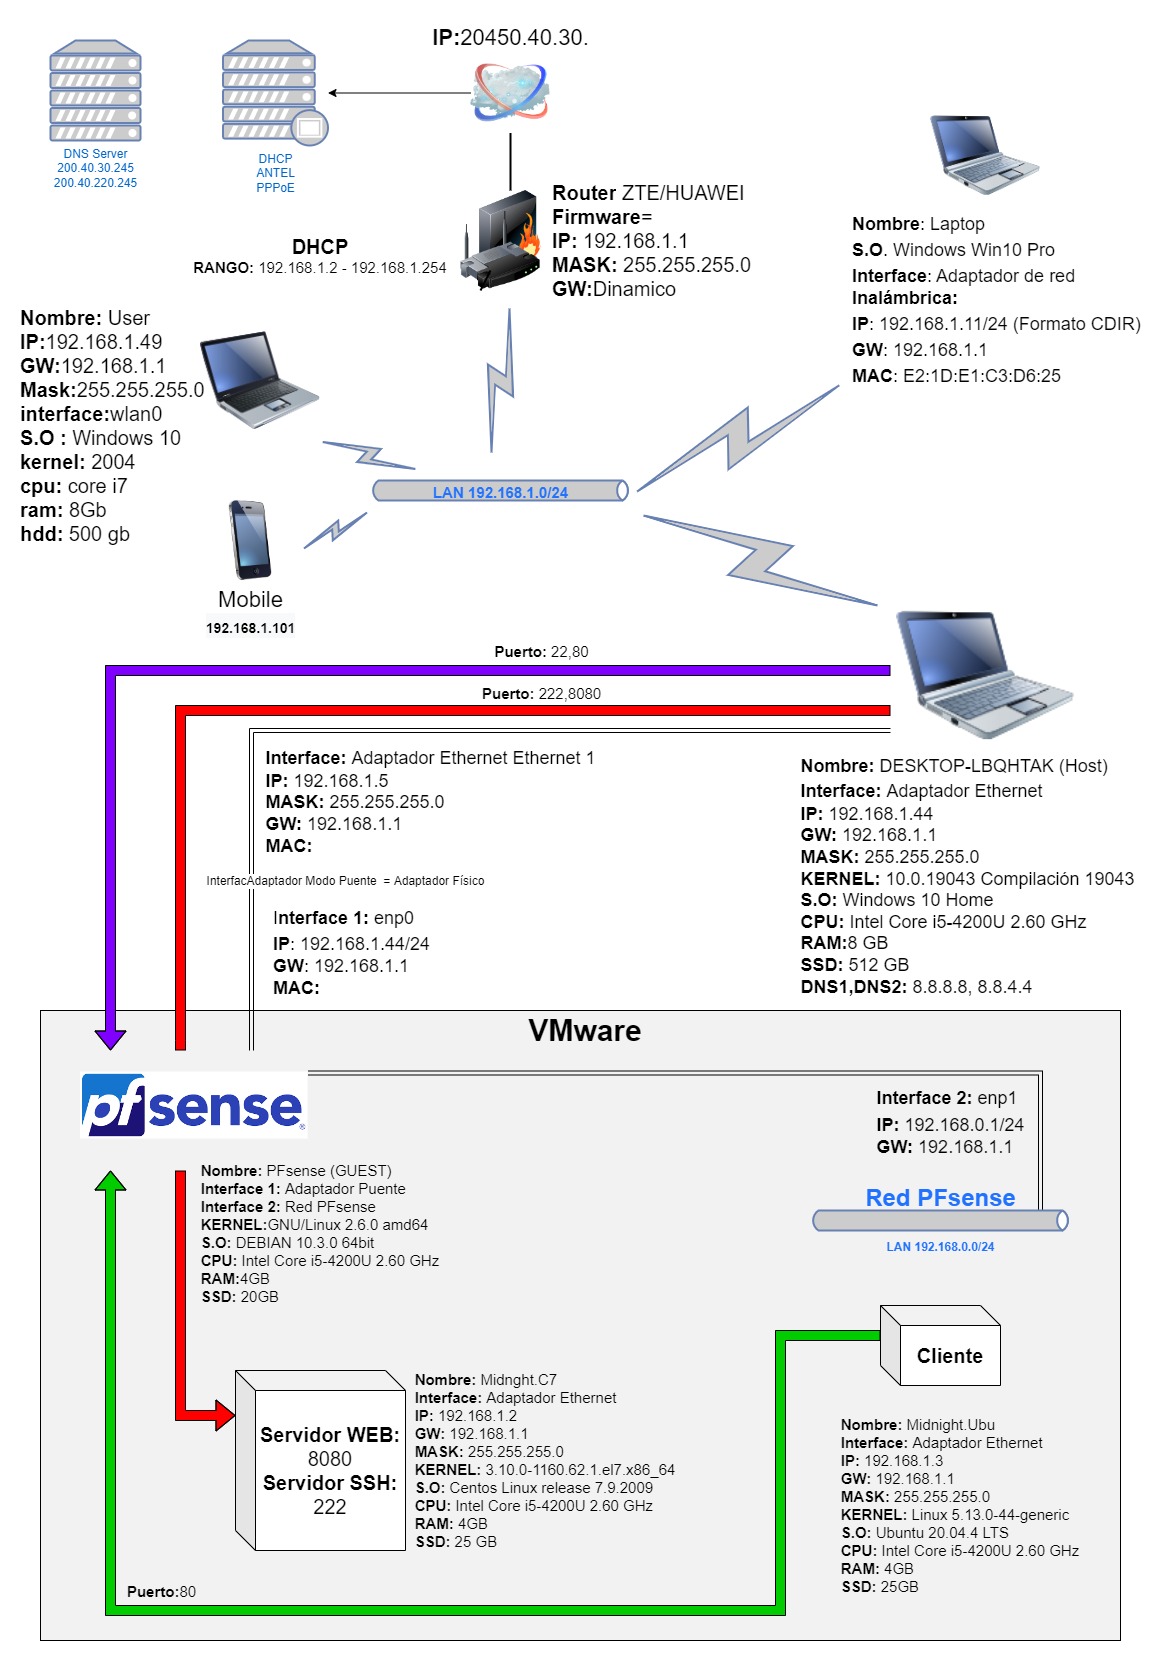 IP:20450.40.30.
DNS Server
200.40.30.245
200.40.220.245
DHCP
ANTEL
PPPoE
Router ZTE/HUAWEI
Firmware=
IP: 192.168.1.1
MASK: 255.255.255.0
GW:Dinamico
DHCP
RANGO: 192.168.1.2 - 192.168.1.254
Nombre: Laptop
S.O. Windows Win10 Pro
Interface: Adaptador de red
Inalámbrica:
IP: 192.168.1.11/24 (Formato CDIR)
GW: 192.168.1.1
MAC: E2:1D:E1:C3:D6:25
Nombre: User
IP:192.168.1.49
GW:192.168.1.1
Mask:255.255.255.0
interface:wlan0
S.O : Windows 10
kernel: 2004
cpu: core i7
ram: 8Gb
hdd: 500 gb
LAN 192.168.1.0/24
Mobile
192.168.1.101
Puerto: 22,80
Puerto: 222,8080
Interface: Adaptador Ethernet Ethernet 1
IP: 192.168.1.5
MASK: 255.255.255.0
GW: 192.168.1.1
MAC:
InterfacAdaptador Modo Puente = Adaptador Físico
Interface 1: enp0
IP: 192.168.1.44/24
GW: 192.168.1.1
MAC:
Nombre: DESKTOP-LBQHTAK (Host)
Interface: Adaptador Ethernet
IP: 192.168.1.44
GW: 192.168.1.1
MASK: 255.255.255.0
KERNEL: 10.0.19043 Compilación 19043
S.O: Windows 10 Home
CPU: Intel Core i5-4200U 2.60 GHz
RAM:8 GB
SSD: 512 GB
DNS1,DNS2: 8.8.8.8, 8.8.4.4
VMware
pfsense
Interface 2: enp1
IP: 192.168.0.1/24
GW: 192.168.1.1
Red PFsense
LAN 192.168.0.0/24
Nombre: PFsense (GUEST)
Interface 1: Adaptador Puente
Interface 2: Red PFsense
KERNEL:GNU/Linux 2.6.0 amd64
S.O: DEBIAN 10.3.0 64bit
CPU: Intel Core i5-4200U 2.60 GHz
RAM:4GB
SSD: 20GB
Cliente
Servidor WEB:
8080
Servidor SSH:
222
Nombre: Midnght.C7
Interface: Adaptador Ethernet
IP: 192.168.1.2
GW: 192.168.1.1
MASK: 255.255.255.0
KERNEL: 3.10.0-1160.62.1.el7.x86_64
S.O: Centos Linux release 7.9.2009
CPU: Intel Core i5-4200U 2.60 GHz
RAM: 4GB
SSD: 25 GB
Nombre: Midnight.Ubu
Interface: Adaptador Ethernet
IP: 192.168.1.3
GW: 192.168.1.1
MASK: 255.255.255.0
KERNEL: Linux 5.13.0-44-generic
S.O: Ubuntu 20.04.4 LTS
CPU: Intel Core i5-4200U 2.60 GHz
RAM: 4GB
SSD: 25GB
Puerto:80